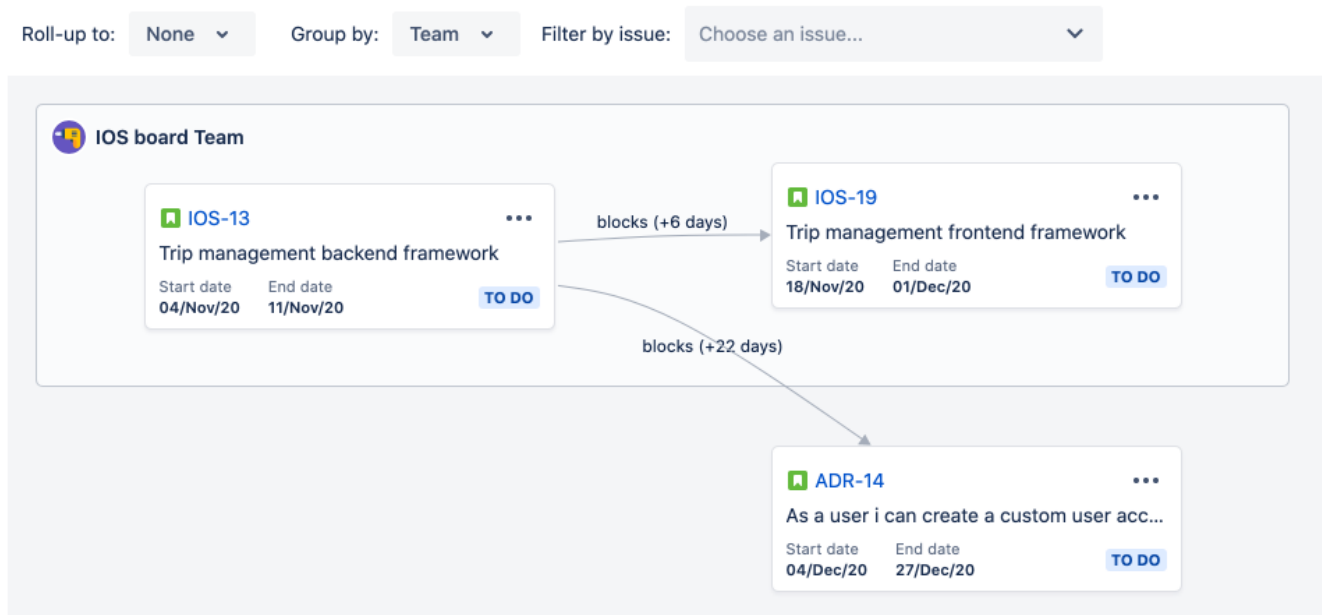 Roll-up to: None Group by: Team Filter by issue: Choose an issue...
IOS board Team
IOS-13
Trip management backend framework
Start date End date
04/Nov/20 11/Nov/20
TO DO
blocks (+6 days)
IOS-19
Trip management frontend framework
Start date End date
18/Nov/20 01/Dec/20
TO DO
blocks (+22 days)
ADR-14
As a user i can create a custom user acc...
Start date End date
04/Dec/20 27/Dec/20
TO DO